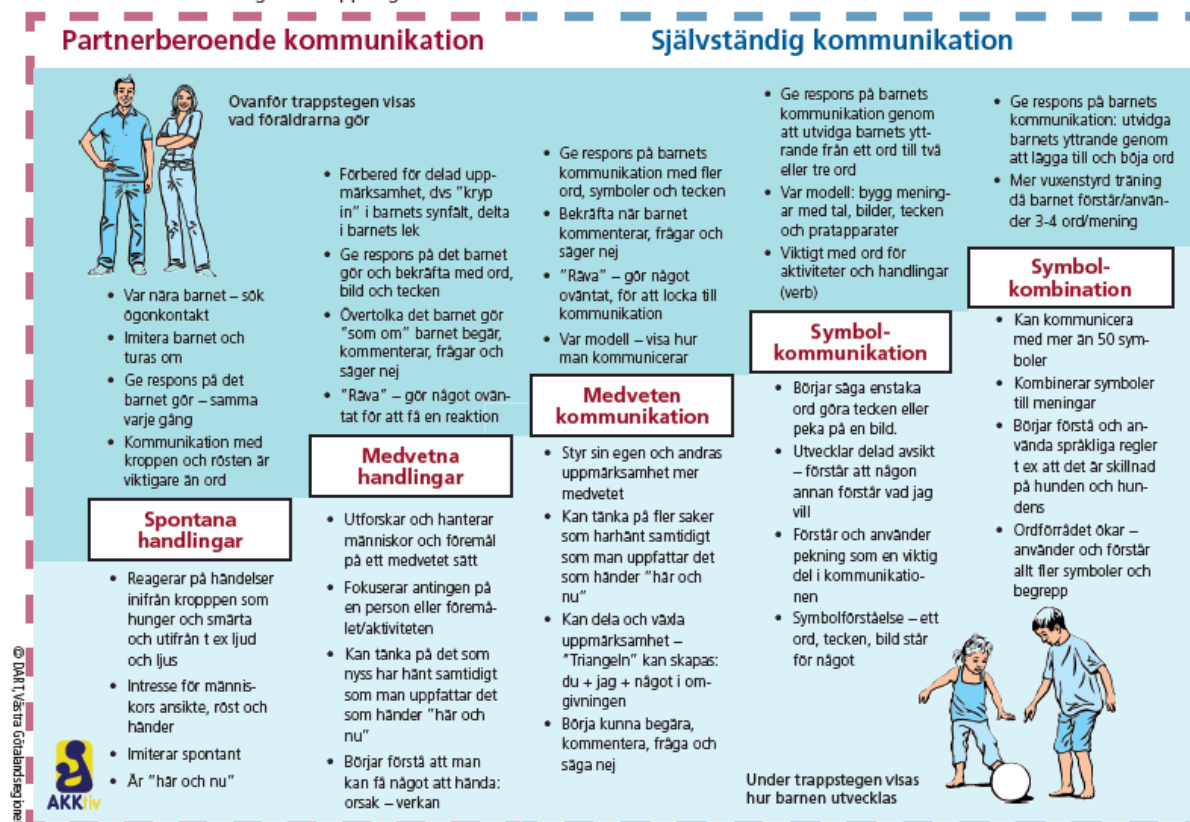 Partnerberoende kommunikation
Självständig kommunikation
Ovanför trappstegen visas
vad föräldrarna gör
• Var nära barnet – sök
ögonkontakt
• Imitera barnet och
turas om
• Ge respons på det
barnet gör – samma
varje gång
• Kommunikation med
kroppen och rösten är
viktigare än ord
Spontana
handlingar
• Reagerar på händelser
inifrån kropppen som
hunger och smärta
och utifrån t ex ljud
och ljus
• Intresse för männis-
kors ansikte, röst och
händer
• Imiterar spontant
• Är "här och nu"
• Förbered för delad upp-
märksamhet, dvs "kryp
in" i barnets synfält, delta
i barnets lek
• Ge respons på det barnet
gör och bekräfta med ord,
bild och tecken
• Övertolka det barnet gör
"som om" barnet begär,
kommenterar, frågar och
säger nej
• "Räva" – gör något ovän-
tat för att få en reaktion
Medvetna
handlingar
• Utforskar och hanterar
människor och föremål
på ett medvetet sätt
• Fokuserar antingen på
en person eller föremå-
let/aktiviteten
• Kan tänka på det som
nyss har hänt samtidigt
som man uppfattar det
som händer "här och
nu"
• Börjar förstå att man
kan få något att hända:
orsak – verkan
• Ge respons på barnets
kommunikation med fler
ord, symboler och tecken
• Bekräfta när barnet
kommenterar, frågar och
säger nej
• "Räva" – gör något
oväntat, för att locka till
kommunikation
• Var modell – visa hur
man kommunicerar
Medveten
kommunikation
• Styr sin egen och andras
uppmärksamhet mer
medvetet
• Kan tänka på fler saker
som harhänt samtidigt
som man uppfattar det
som händer "här och
nu"
• Kan dela och växla
uppmärksamhet –
"Triangeln" kan skapas:
du + jag + något i om-
givningen
• Börja kunna begära,
kommentera, fråga och
säga nej
• Ge respons på barnets
kommunikation genom
att utvidga barnets ytt-
rande från ett ord till två
eller tre ord
• Var modell: bygg mening-
ar med tal, bilder, tecken
och pratapparater
• Viktigt med ord för
aktiviteter och handlingar
(verb)
Symbol-
kommunikation
• Börjar säga enstaka
ord göra tecken eller
peka på en bild.
• Utvecklar delad avsikt
– förstår att någon
annan förstår vad jag
vill
• Förstår och använder
pekning som en viktig
del i kommunikatio-
nen
• Symbolförståelse – ett
ord, tecken, bild står
för något
• Ge respons på barnets
kommunikation: utvidga
barnets yttrande genom
att lägga till och böja ord
• Mer vuxenstyrd träning
då barnet förstår/använ-
der 3-4 ord/mening
Symbol-
kombination
• Kan kommunicera
med mer än 50 sym-
boler
• Kombinerar symboler
till meningar
• Börjar förstå och an-
vända språkliga regler
t ex att det är skillnad
på hunden och hun-
dens
• Ordförrådet ökar –
använder och förstår
allt fler symboler och
begrepp
Under trappstegen visas
hur barnen utvecklas
AKKtiv
© DART, Västra Götalandsregione